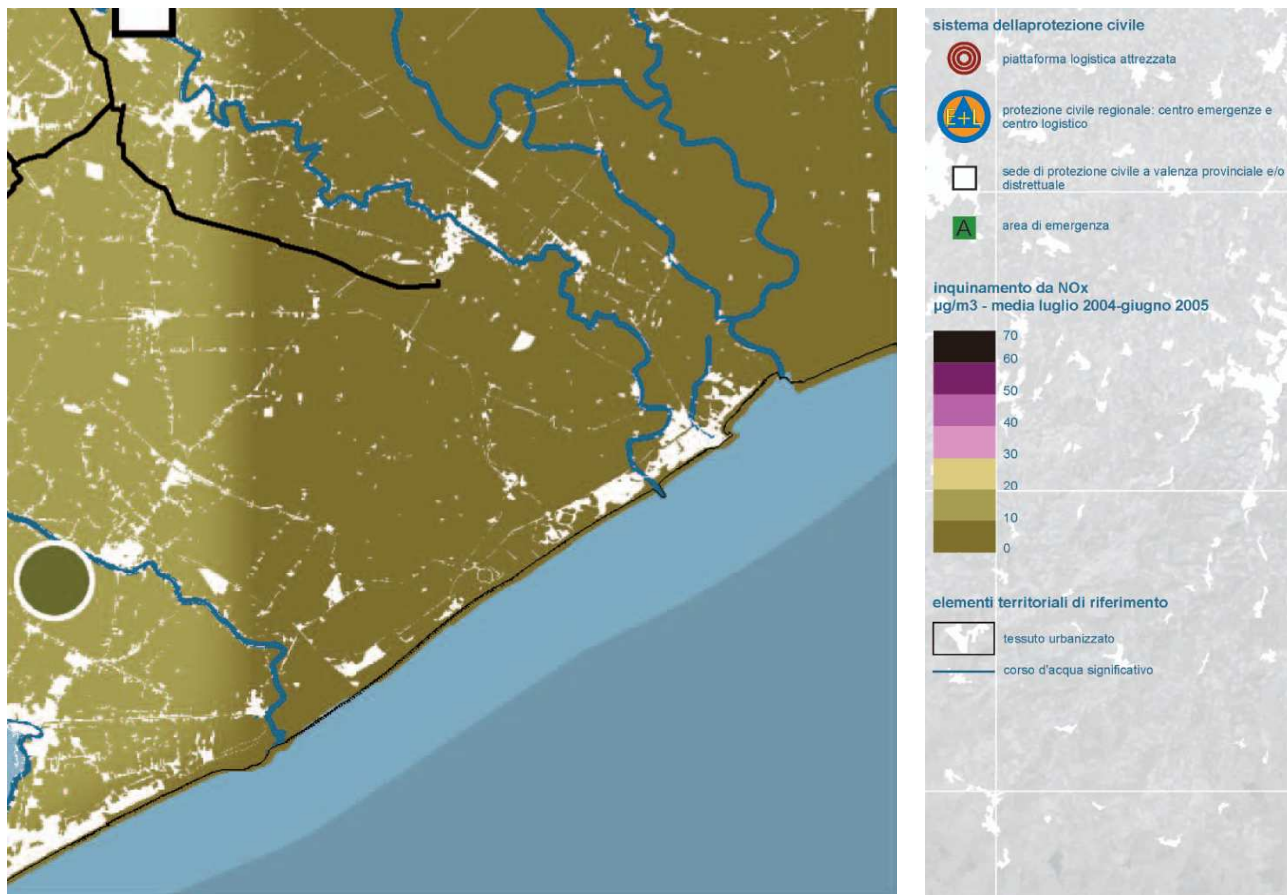 sistema dellaprotezione civile
piattaforma logistica attrezzata
E+L
protezione civile regionale: centro emergenze e
centro logistico
sede di protezione civile a valenza provinciale e/o
distrettuale
A
area di emergenza
inquinamento da NOx
µg/m3 - media luglio 2004-giugno 2005
70
60
50
40
30
20
10
0
elementi territoriali di riferimento
tessuto urbanizzato
corso d'acqua significativo